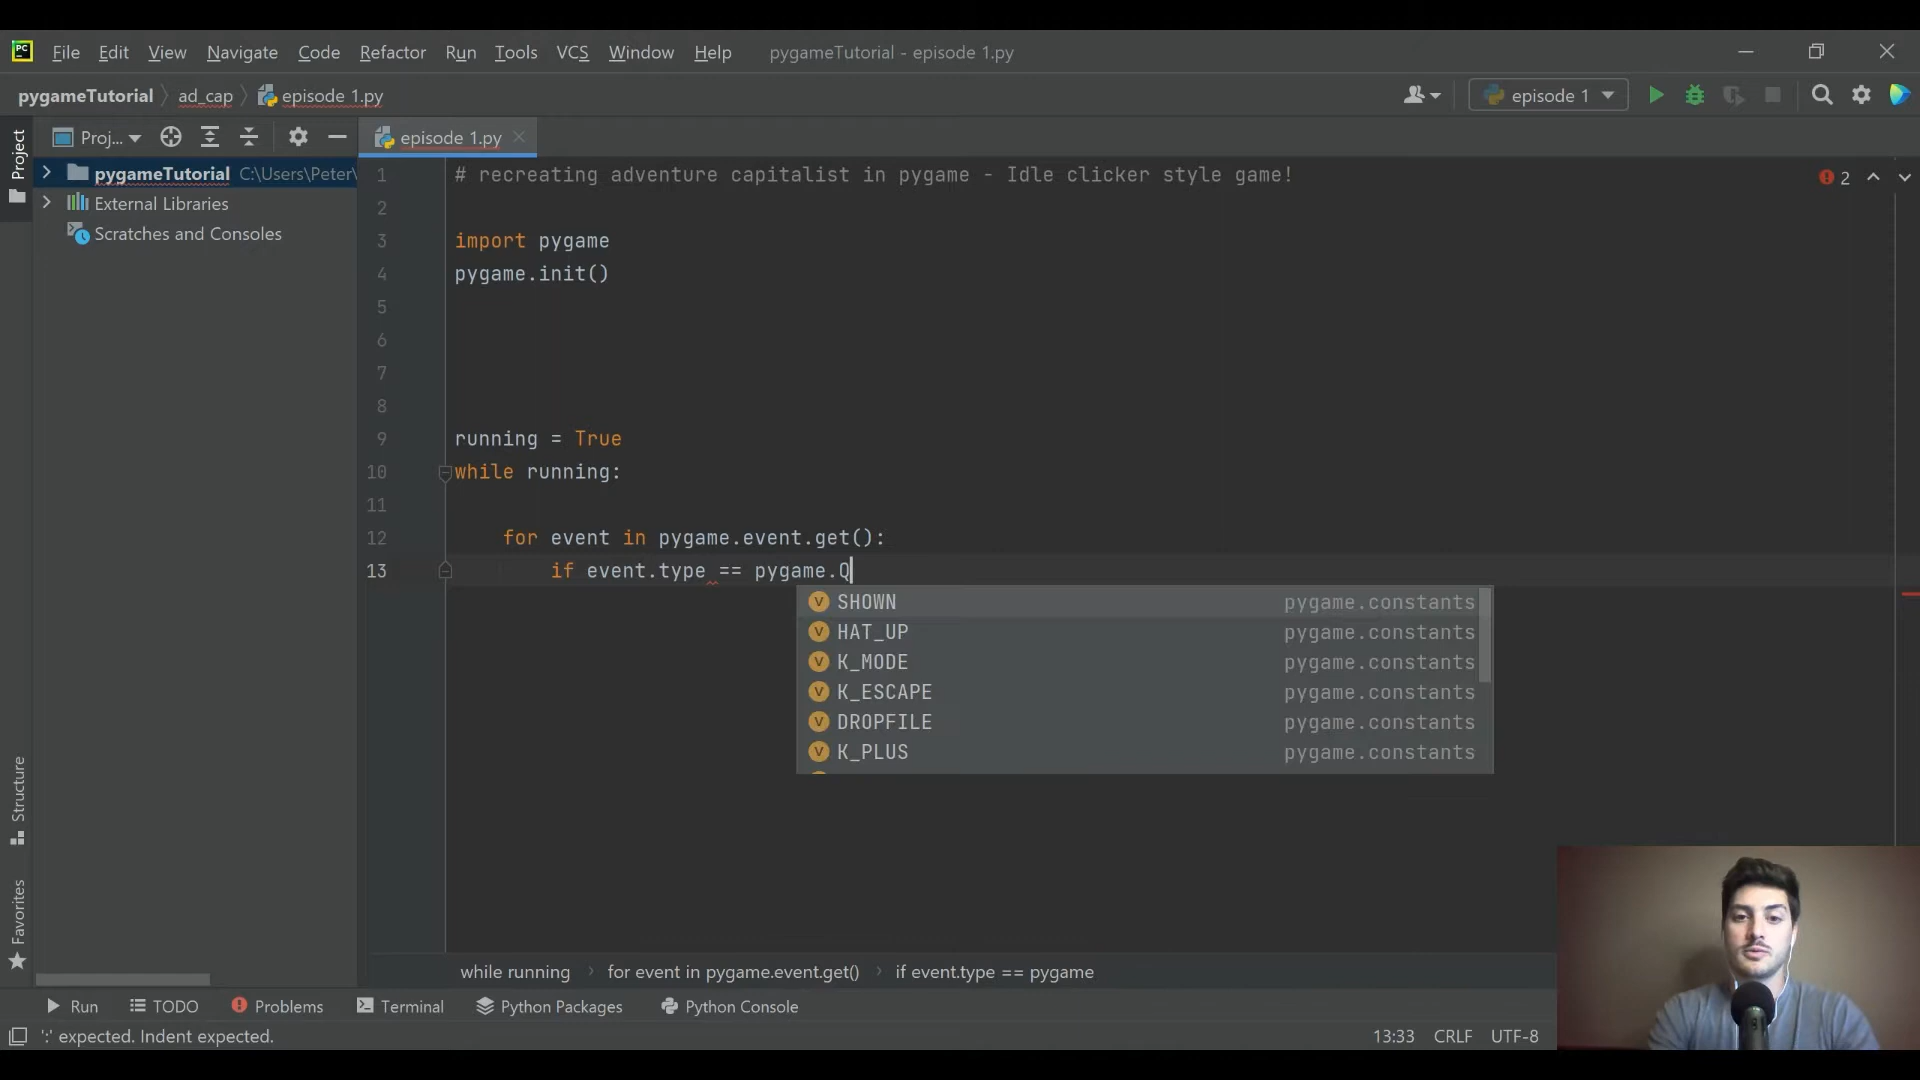 PC File Edit View Navigate Code Refactor Run Tools VCS Window Help pygameTutorial - episode 1.py
pygameTutorial ad_cap episode 1.py episode 1
Project
Proj...
episode 1.py
pygameTutorial C:\Users\Peter\
External Libraries
Scratches and Consoles
1 # recreating adventure capitalist in pygame - Idle clicker style game!
2
2
3 import pygame
4 pygame.init()
5
6
7
8
9 running = True
10 while running:
11
12 for event in pygame.event.get():
13 if event.type == pygame.Q
SHOWN pygame.constants
HAT_UP pygame.constants
K_MODE pygame.constants
K_ESCAPE pygame.constants
DROPFILE pygame.constants
K_PLUS pygame.constants
Structure
Favorites
while running for event in pygame.event.get() if event.type == pygame
Run TODO Problems Terminal Python Packages Python Console
':' expected. Indent expected. 13:33 CRLF UTF-8